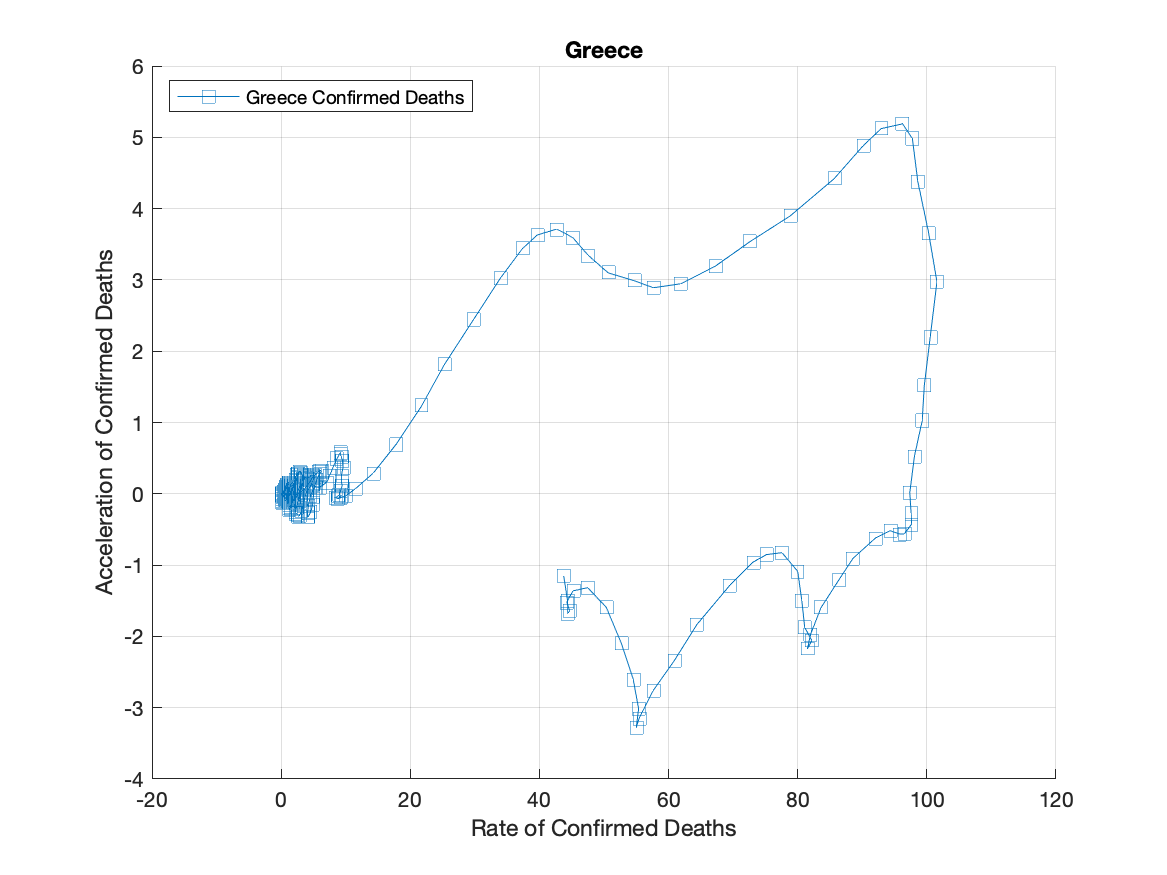 Greece
Greece Confirmed Deaths
6
5
4
3
2
1
0
-1
-2
-3
-4
Acceleration of Confirmed Deaths
-20 0 20 40 60 80 100 120
Rate of Confirmed Deaths